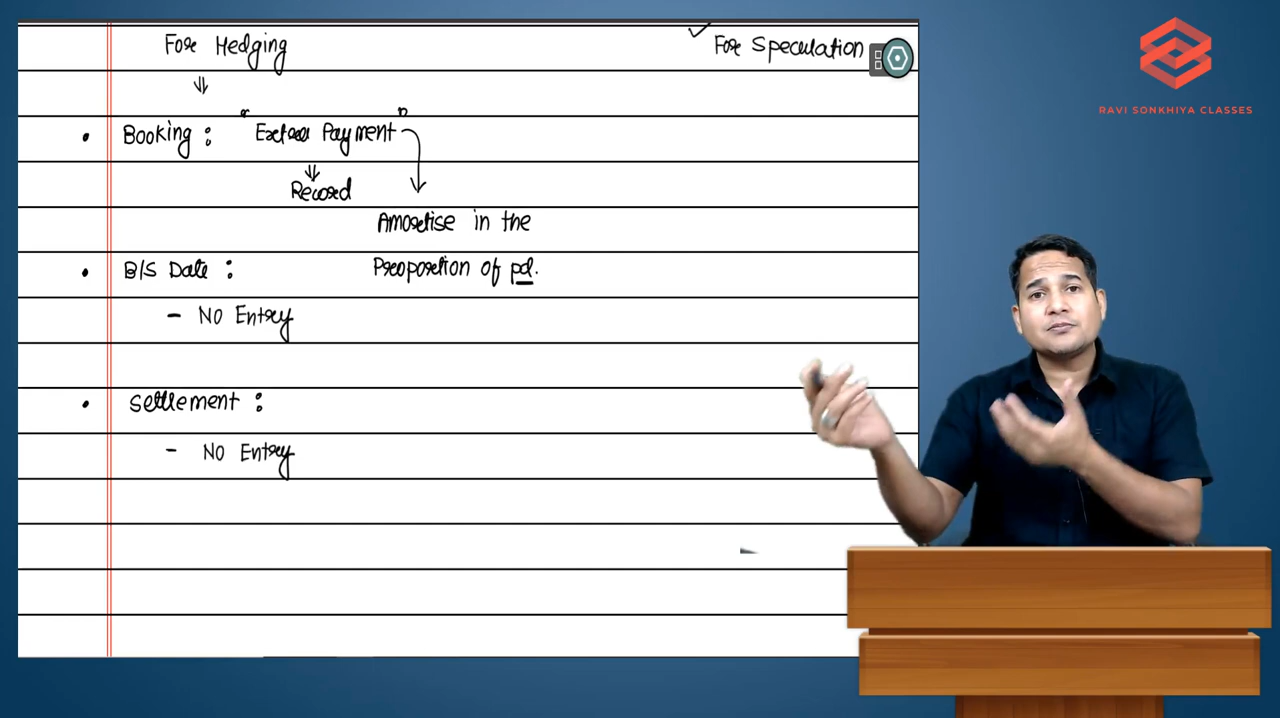 For Hedging
For Speculation
RAVI SONKHIYA CLASSES
Booking : "Extra Payment"
Record
Amortise in the
Proportion of pd.
B/S Date :
- No Entry
Settlement :
- No Entry